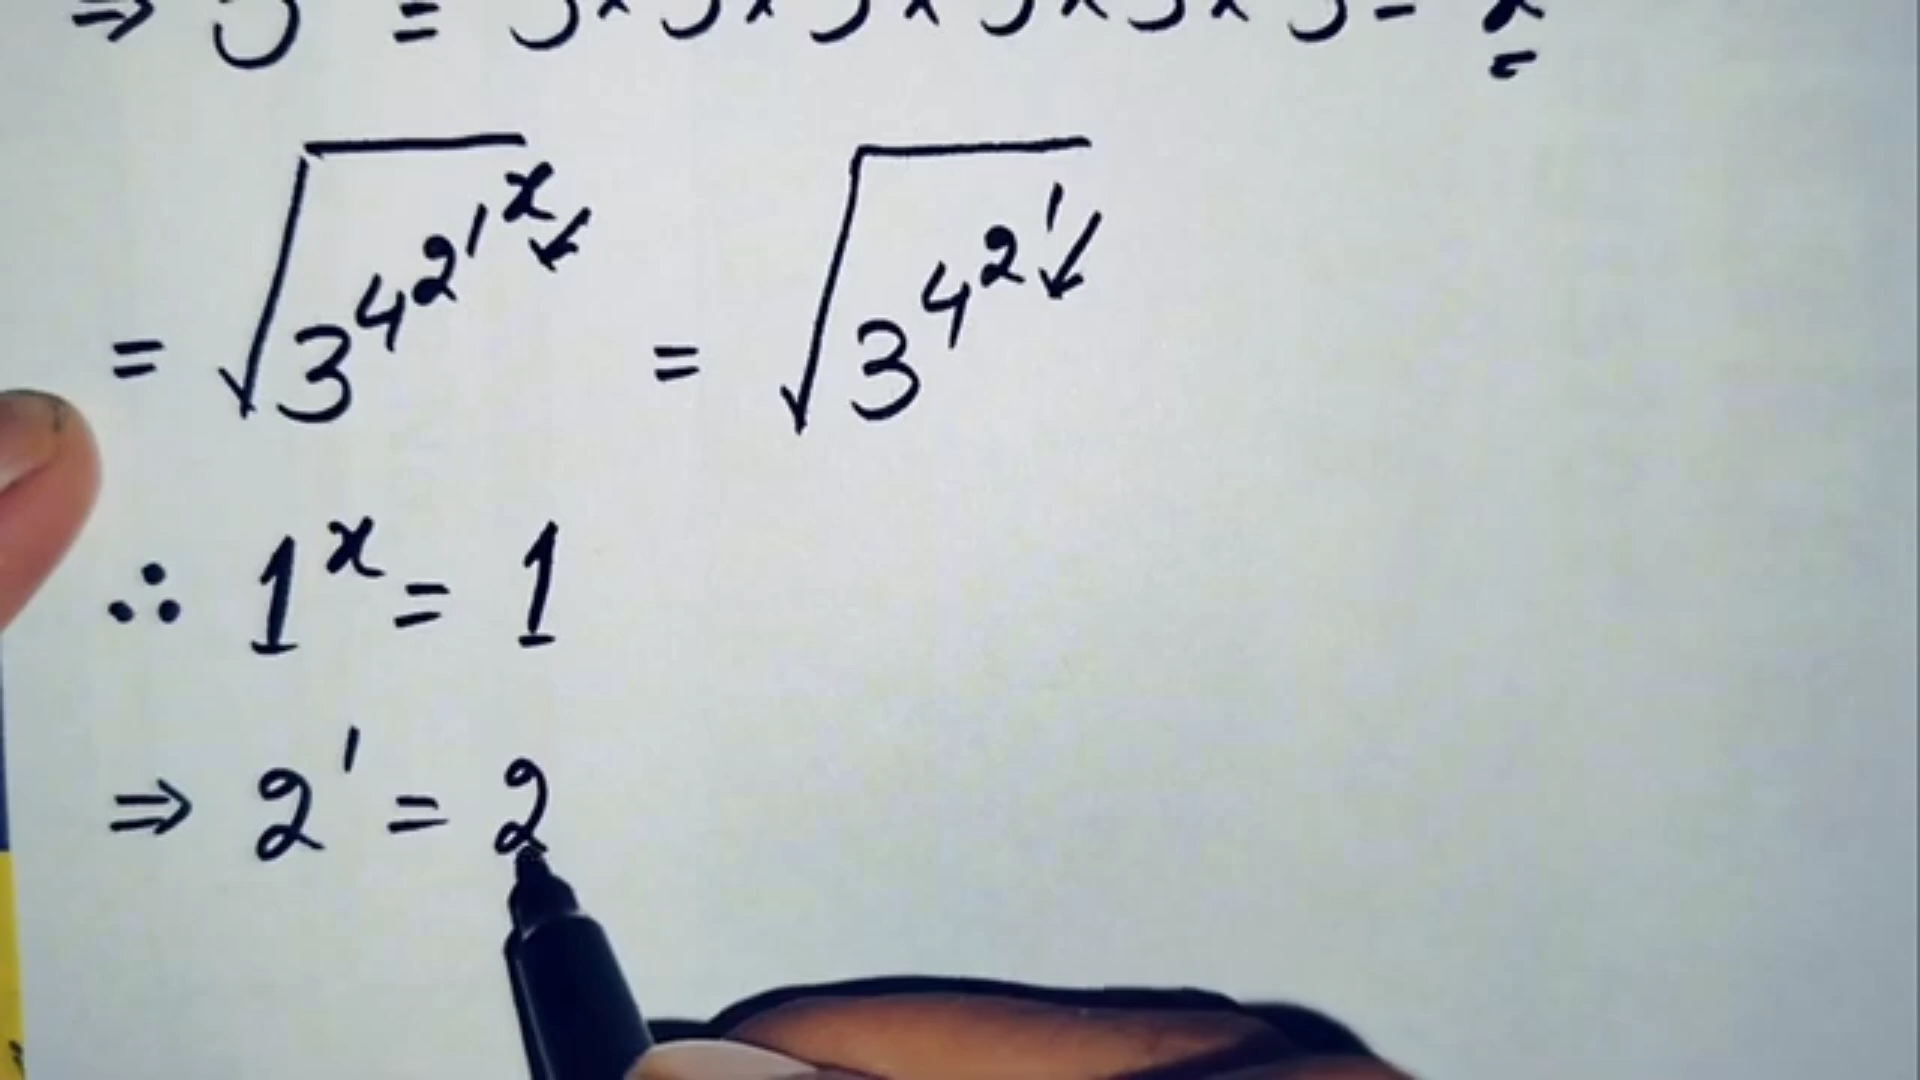 = √3^4^2^1^x = √3^4^2^1
∴ 1^x = 1
⇒ 2^1 = 2